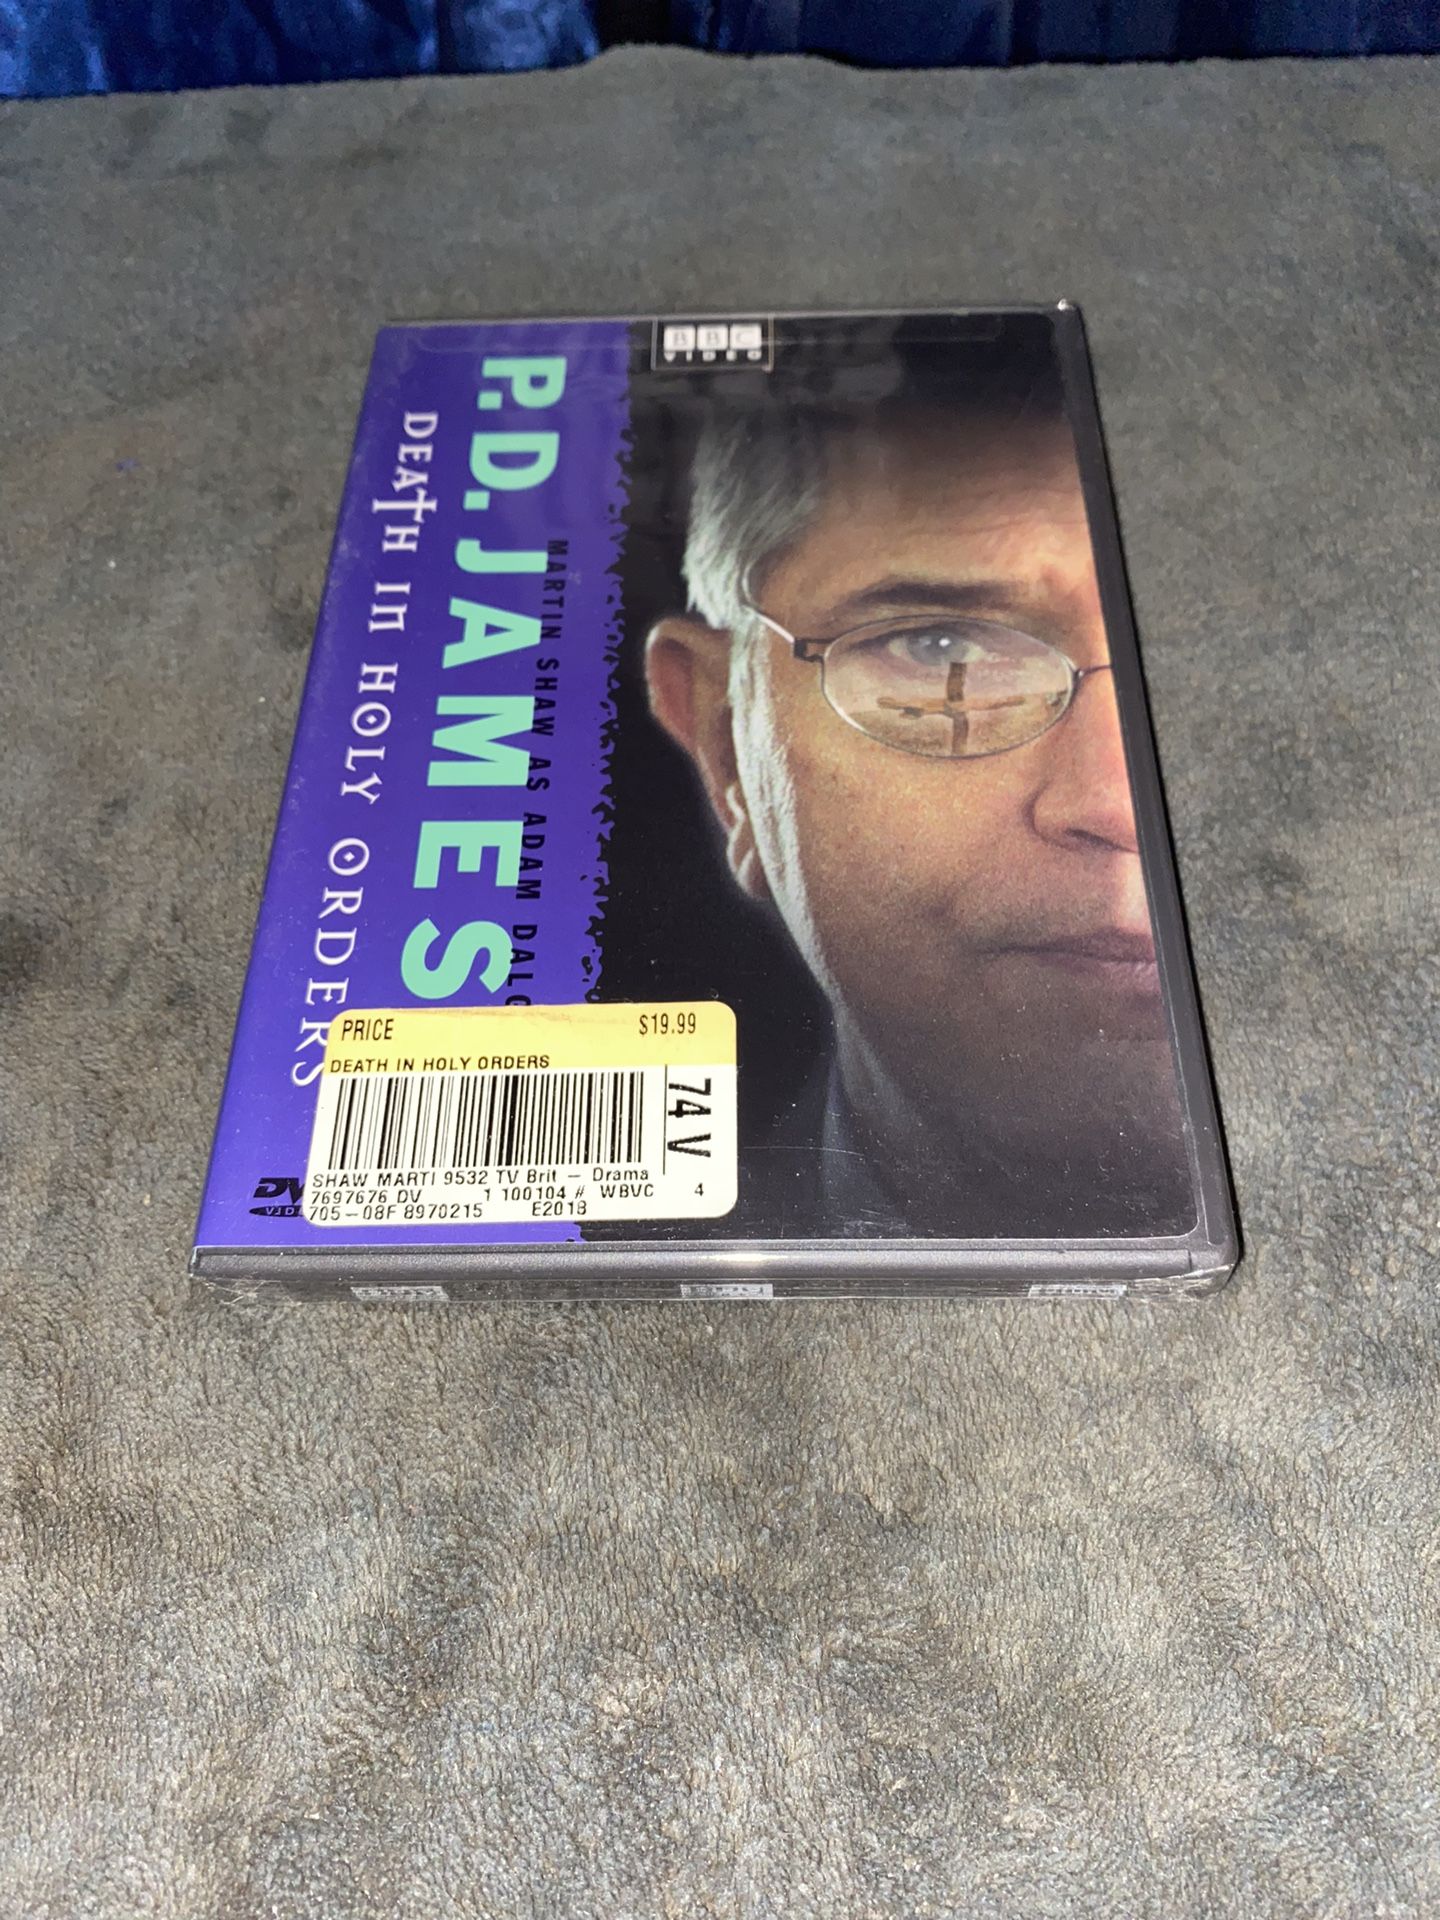 BBC
VIDEO
P.D. JAMES
DEATH IN HOLY ORDERS
MARTIN SHAW AS ADAM DALG
PRICE $19.99
DEATH IN HOLY ORDERS
74 V
SHAW MARTI 9532 TV Brit - Drama
7697676 DV 1 100104 # WBVC 4
705-08F 8970215 E2018